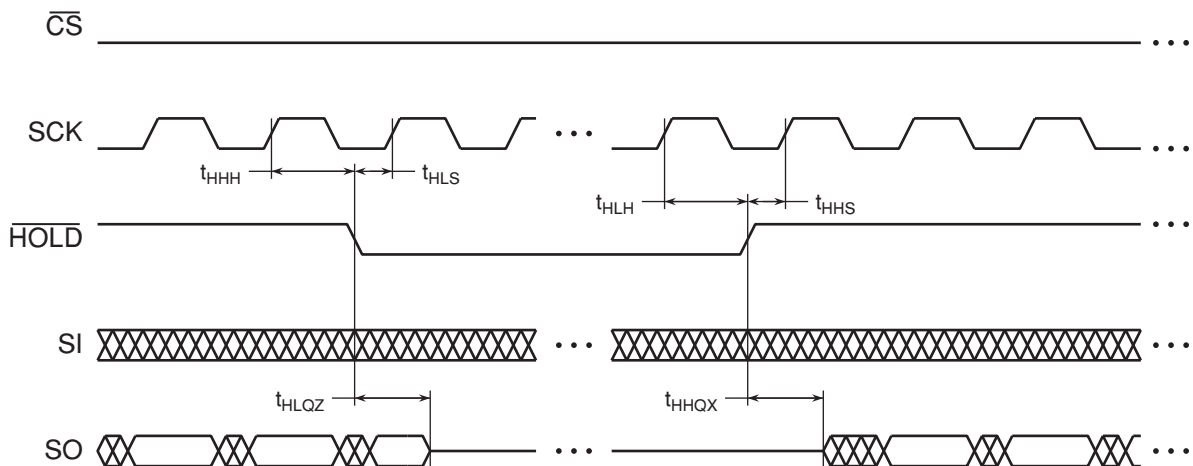 CS
SCK
tHHH
tHLS
tHLH
tHHS
HOLD
SI
tHLQZ
tHHQX
SO